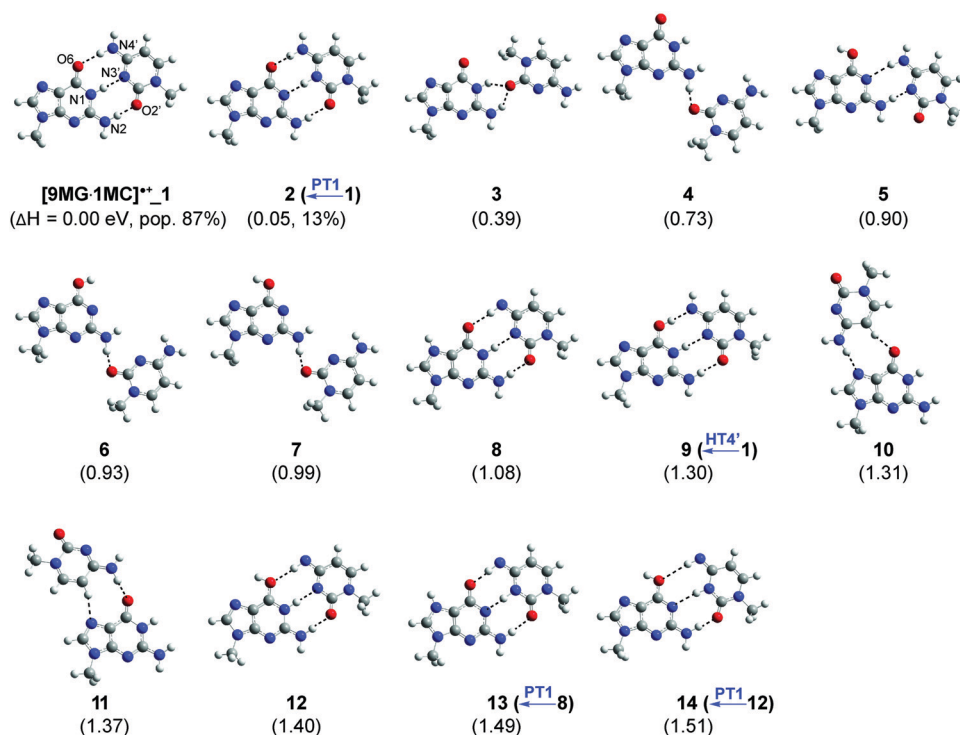 O6
N4'
N3'
N1
O2'
N2
[9MG·1MC]•+_1
(ΔH = 0.00 eV, pop. 87%)
2 (←PT1 1)
(0.05, 13%)
3
(0.39)
4
(0.73)
5
(0.90)
6
(0.93)
7
(0.99)
8
(1.08)
9 (←HT4' 1)
(1.30)
10
(1.31)
11
(1.37)
12
(1.40)
13 (←PT1 8)
(1.49)
14 (←PT1 12)
(1.51)